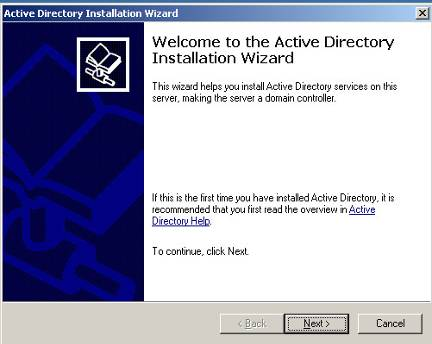 Active Directory Installation Wizard
Welcome to the Active Directory
Installation Wizard
This wizard helps you install Active Directory services on this
server, making the server a domain controller.
If this is the first time you have installed Active Directory, it is
recommended that you first read the overview in Active
Directory Help.
To continue, click Next.
< Back Next > Cancel